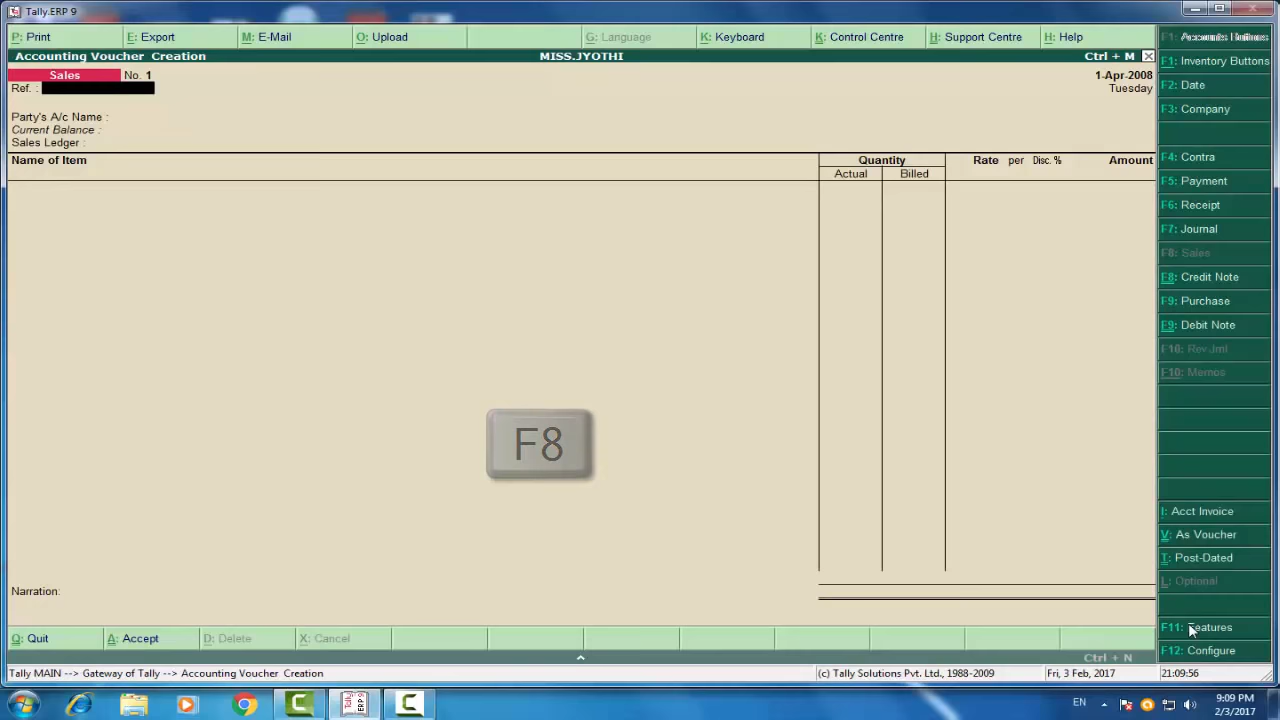 Tally.ERP 9
P: Print
E: Export
M: E-Mail
O: Upload
G: Language
K: Keyboard
K: Control Centre
H: Support Centre
H: Help
Accounting Voucher Creation
MISS.JYOTHI
Ctrl + M
Sales
No. 1
1-Apr-2008
Ref. :
Tuesday
Party's A/c Name :
Current Balance :
Sales Ledger :
Name of Item
Quantity
Rate per Disc. %
Amount
Actual
Billed
F8
Narration:
F1: Inventory Buttons
F2: Date
F3: Company
F4: Contra
F5: Payment
F6: Receipt
F7: Journal
F8: Sales
F8: Credit Note
F9: Purchase
F9: Debit Note
F10: Rev Jrnl
F10: Memos
I: Acct Invoice
V: As Voucher
T: Post-Dated
L: Optional
F11: Features
F12: Configure
Q: Quit
A: Accept
D: Delete
X: Cancel
Ctrl + N
Tally MAIN --> Gateway of Tally --> Accounting Voucher Creation
(c) Tally Solutions Pvt. Ltd., 1988-2009
Fri, 3 Feb, 2017
21:09:56
EN
9:09 PM
2/3/2017